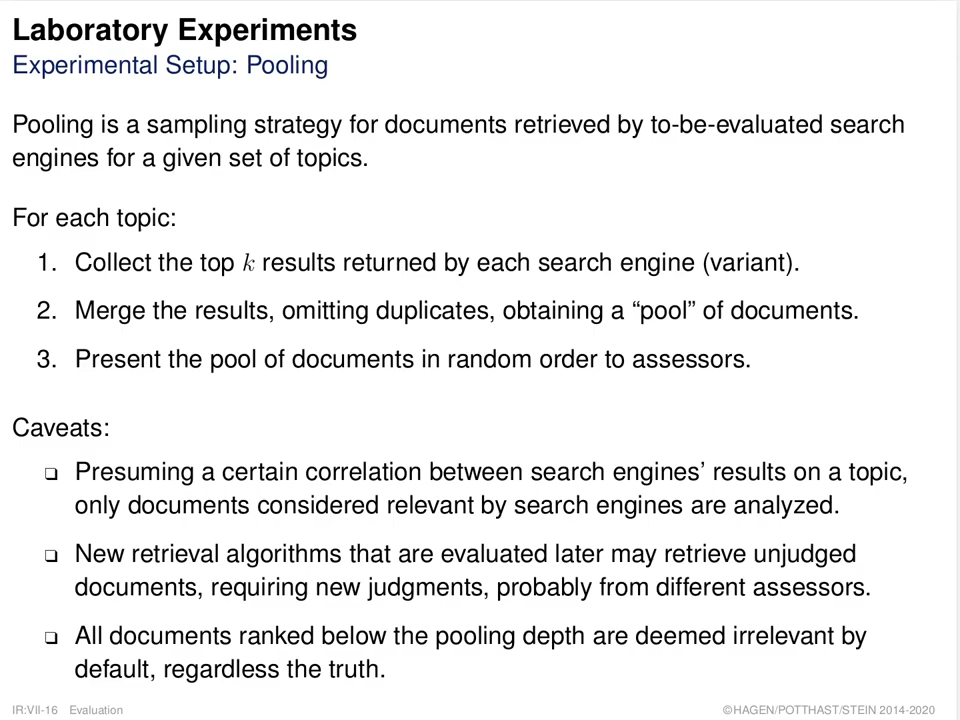 Laboratory Experiments
Experimental Setup: Pooling
Pooling is a sampling strategy for documents retrieved by to-be-evaluated search
engines for a given set of topics.
For each topic:
1. Collect the top k results returned by each search engine (variant).
2. Merge the results, omitting duplicates, obtaining a “pool” of documents.
3. Present the pool of documents in random order to assessors.
Caveats:
❑ Presuming a certain correlation between search engines’ results on a topic,
only documents considered relevant by search engines are analyzed.
❑ New retrieval algorithms that are evaluated later may retrieve unjudged
documents, requiring new judgments, probably from different assessors.
❑ All documents ranked below the pooling depth are deemed irrelevant by
default, regardless the truth.
IR:VII-16 Evaluation ©HAGEN/POTTHAST/STEIN 2014-2020